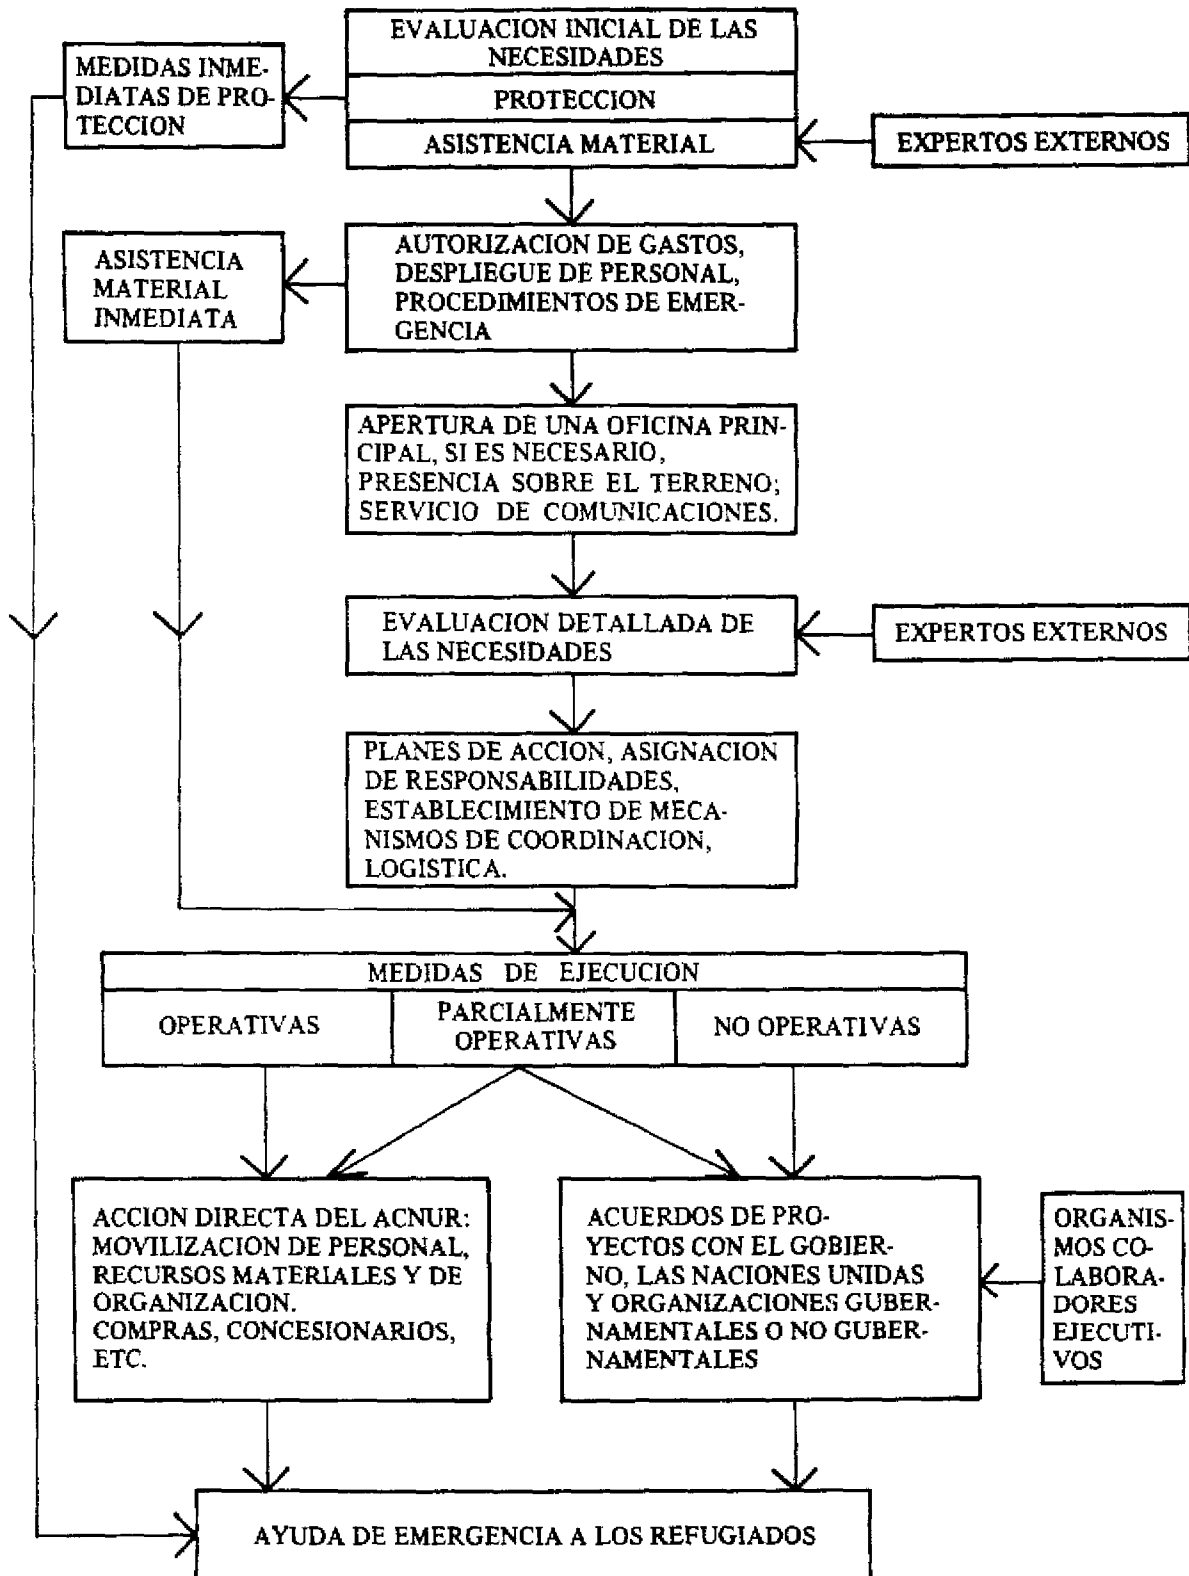 EVALUACION INICIAL DE LAS
NECESIDADES
MEDIDAS INME-
DIATAS DE PRO-
TECCION
PROTECCION
ASISTENCIA MATERIAL
EXPERTOS EXTERNOS
ASISTENCIA
MATERIAL
INMEDIATA
AUTORIZACION DE GASTOS,
DESPLIEGUE DE PERSONAL,
PROCEDIMIENTOS DE EMER-
GENCIA
APERTURA DE UNA OFICINA PRIN-
CIPAL, SI ES NECESARIO,
PRESENCIA SOBRE EL TERRENO;
SERVICIO DE COMUNICACIONES.
EVALUACION DETALLADA DE
LAS NECESIDADES
EXPERTOS EXTERNOS
PLANES DE ACCION, ASIGNACION
DE RESPONSABILIDADES,
ESTABLECIMIENTO DE MECA-
NISMOS DE COORDINACION,
LOGISTICA.
MEDIDAS DE EJECUCION
OPERATIVAS
PARCIALMENTE
OPERATIVAS
NO OPERATIVAS
ACCION DIRECTA DEL ACNUR:
MOVILIZACION DE PERSONAL,
RECURSOS MATERIALES Y DE
ORGANIZACION.
COMPRAS, CONCESIONARIOS,
ETC.
ACUERDOS DE PRO-
YECTOS CON EL GOBIER-
NO, LAS NACIONES UNIDAS
Y ORGANIZACIONES GUBER-
NAMENTALES O NO GUBER-
NAMENTALES
ORGANIS-
MOS CO-
LABORA-
DORES
EJECUTI-
VOS
AYUDA DE EMERGENCIA A LOS REFUGIADOS